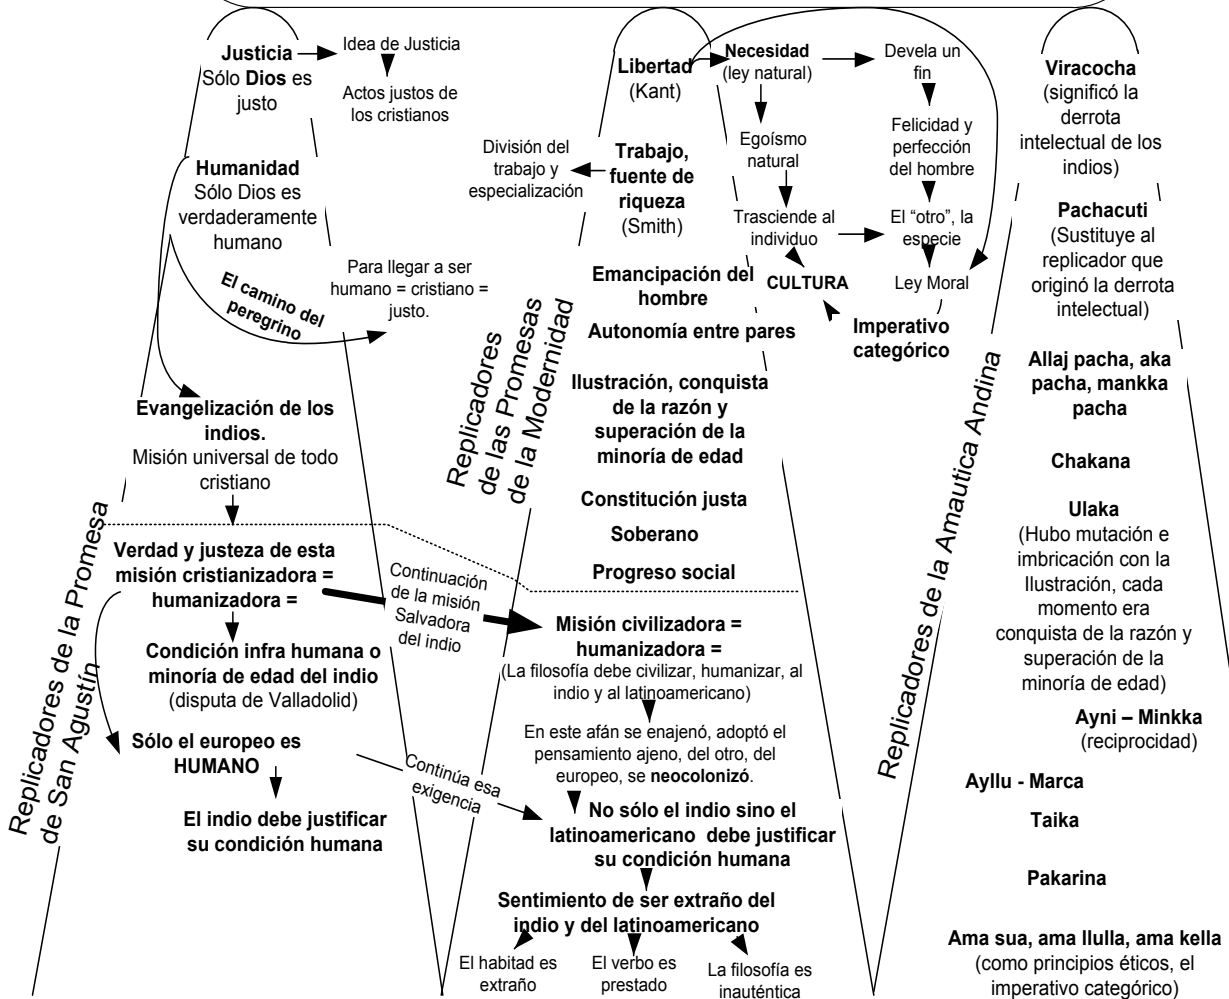 Justicia
Sólo Dios es
justo
Idea de Justicia
Actos justos de
los cristianos
Humanidad
Sólo Dios es
verdaderamente
humano
El camino del
peregrino
Para llegar a ser
humano = cristiano =
justo.
Evangelización de los
indios.
Misión universal de todo
cristiano
Verdad y justeza de esta
misión cristianizadora =
humanizadora =
Condición infra humana o
minoría de edad del indio
(disputa de Valladolid)
Sólo el europeo es
HUMANO
El indio debe justificar
su condición humana
Replicadores de la Promesa
de San Agustín
Continuación
de la misión
Salvadora
del indio
Continúa esa
exigencia
Replicadores
de las Promesas
de la Modernidad
Libertad
(Kant)
Necesidad
(ley natural)
Devela un
fin
Egoísmo
natural
Felicidad y
perfección
del hombre
Trasciende al
individuo
El “otro”, la
especie
CULTURA
Ley Moral
Imperativo
categórico
División del
trabajo y
especialización
Trabajo,
fuente de
riqueza
(Smith)
Emancipación del
hombre
Autonomía entre pares
Ilustración, conquista
de la razón y
superación de la
minoría de edad
Constitución justa
Soberano
Progreso social
Misión civilizadora =
humanizadora =
(La filosofía debe civilizar, humanizar, al
indio y al latinoamericano)
En este afán se enajenó, adoptó el
pensamiento ajeno, del otro, del
europeo, se neocolonizó.
No sólo el indio sino el
latinoamericano debe justificar
su condición humana
Sentimiento de ser extraño del
indio y del latinoamericano
El habitad es
extraño
El verbo es
prestado
La filosofía es
inauténtica
Replicadores de la Amautica Andina
Viracocha
(significó la
derrota
intelectual de los
indios)
Pachacuti
(Sustituye al
replicador que
originó la derrota
intelectual)
Allaj pacha, aka
pacha, mankka
pacha
Chakana
Ulaka
(Hubo mutación e
imbricación con la
Ilustración, cada
momento era
conquista de la razón y
superación de la
minoría de edad)
Ayni – Minkka
(reciprocidad)
Ayllu - Marca
Taika
Pakarina
Ama sua, ama llulla, ama kella
(como principios éticos, el
imperativo categórico)